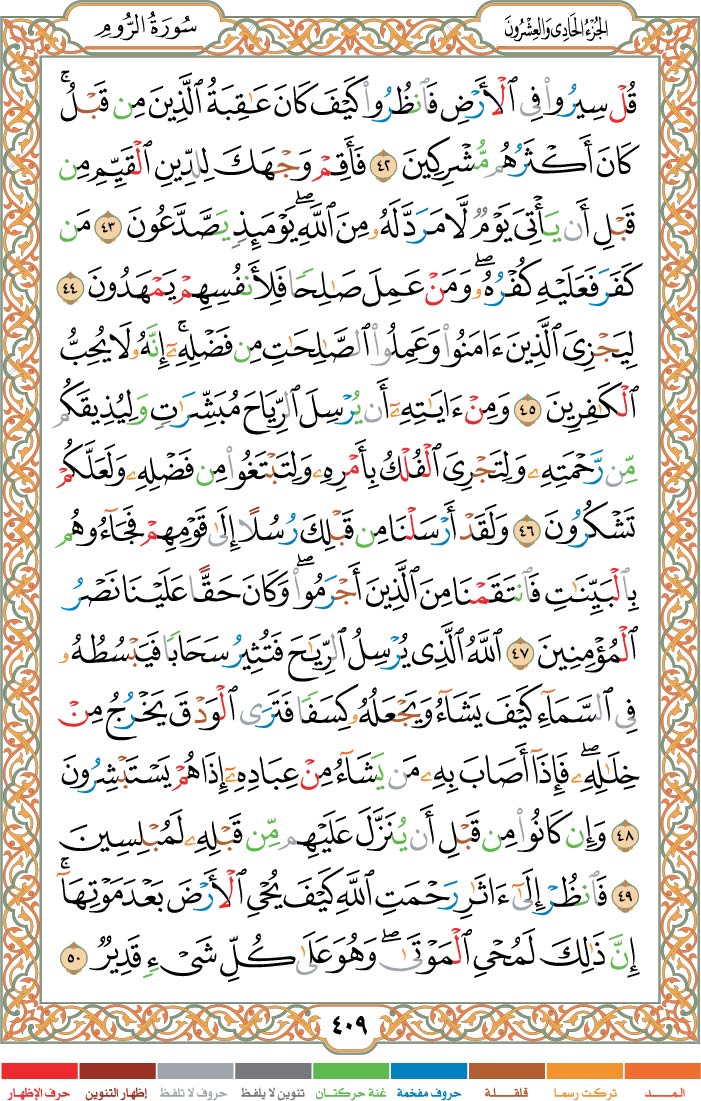 الجُزْءُ الحَادِى وَالعِشْرُونَ
سُورَةُ الرُّومِ
قُلْ سِيرُوا۟ فِى ٱلْأَرْضِ فَٱنظُرُوا۟ كَيْفَ كَانَ عَـٰقِبَةُ ٱلَّذِينَ مِن قَبْلُ ۚ
كَانَ أَكْثَرُهُم مُّشْرِكِينَ ٤٢ فَأَقِمْ وَجْهَكَ لِلدِّينِ ٱلْقَيِّمِ مِن
قَبْلِ أَن يَأْتِىَ يَوْمٌ لَّا مَرَدَّ لَهُۥ مِنَ ٱللَّهِ ۖ يَوْمَئِذٍ يَصَّدَّعُونَ ٤٣ مَن
كَفَرَ فَعَلَيْهِ كُفْرُهُۥ ۖ وَمَنْ عَمِلَ صَـٰلِحًا فَلِأَنفُسِهِمْ يَمْهَدُونَ ٤٤
لِيَجْزِىَ ٱلَّذِينَ ءَامَنُوا۟ وَعَمِلُوا۟ ٱلصَّـٰلِحَـٰتِ مِن فَضْلِهِۦٓ ۚ إِنَّهُۥ لَا يُحِبُّ
ٱلْكَـٰفِرِينَ ٤٥ وَمِنْ ءَايَـٰتِهِۦٓ أَن يُرْسِلَ ٱلرِّيَاحَ مُبَشِّرَٰتٍ وَلِيُذِيقَكُم
مِّن رَّحْمَتِهِۦ وَلِتَجْرِىَ ٱلْفُلْكُ بِأَمْرِهِۦ وَلِتَبْتَغُوا۟ مِن فَضْلِهِۦ وَلَعَلَّكُمْ
تَشْكُرُونَ ٤٦ وَلَقَدْ أَرْسَلْنَا مِن قَبْلِكَ رُسُلًا إِلَىٰ قَوْمِهِمْ فَجَآءُوهُم
بِٱلْبَيِّنَـٰتِ فَٱنتَقَمْنَا مِنَ ٱلَّذِينَ أَجْرَمُوا۟ ۖ وَكَانَ حَقًّا عَلَيْنَا نَصْرُ
ٱلْمُؤْمِنِينَ ٤٧ ٱللَّهُ ٱلَّذِى يُرْسِلُ ٱلرِّيَـٰحَ فَتُثِيرُ سَحَابًا فَيَبْسُطُهُۥ
فِى ٱلسَّمَآءِ كَيْفَ يَشَآءُ وَيَجْعَلُهُۥ كِسَفًا فَتَرَى ٱلْوَدْقَ يَخْرُجُ مِنْ
خِلَـٰلِهِۦ ۖ فَإِذَآ أَصَابَ بِهِۦ مَن يَشَآءُ مِنْ عِبَادِهِۦٓ إِذَا هُمْ يَسْتَبْشِرُونَ
٤٨ وَإِن كَانُوا۟ مِن قَبْلِ أَن يُنَزَّلَ عَلَيْهِم مِّن قَبْلِهِۦ لَمُبْلِسِينَ
٤٩ فَٱنظُرْ إِلَىٰٓ ءَاثَـٰرِ رَحْمَتِ ٱللَّهِ كَيْفَ يُحْىِ ٱلْأَرْضَ بَعْدَ مَوْتِهَآ ۚ
إِنَّ ذَٰلِكَ لَمُحْىِ ٱلْمَوْتَىٰ ۖ وَهُوَ عَلَىٰ كُلِّ شَىْءٍ قَدِيرٌ ٥٠
٤٠٩
المــــد تركت رسما قلقـــلة حروف مفخمة غنة حركتان تنوين لا يلفظ حروف لا تلفظ إظهار التنوين حرف الإظهار